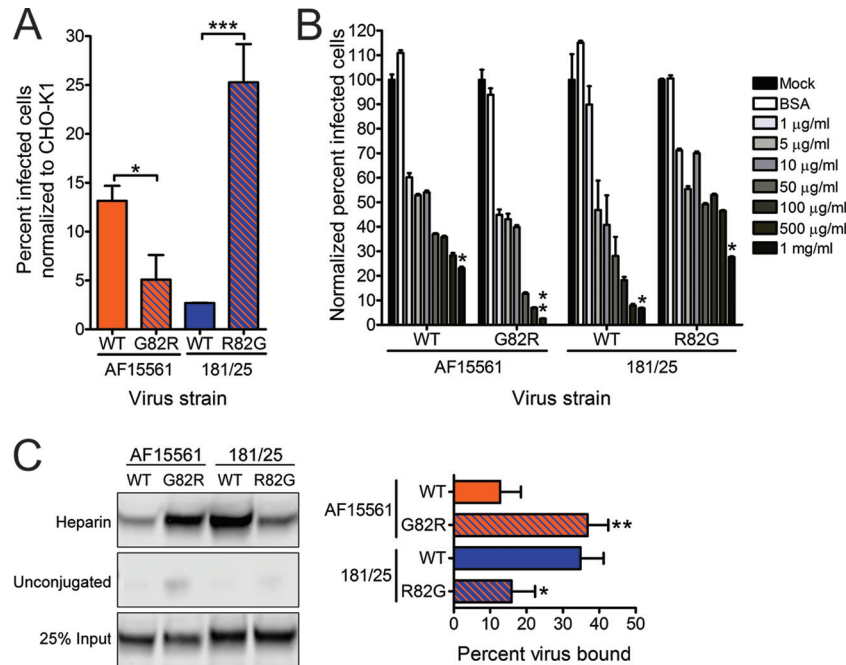 A
Percent infected cells
normalized to CHO-K1
30
25
20
15
10
5
0
*
***
WT G82R WT R82G
AF15561 181/25
Virus strain
B
Normalized percent infected cells
120
110
100
90
80
70
60
50
40
30
20
10
0
*
*
*
*
*
WT G82R WT R82G
AF15561 181/25
Virus strain
Mock
BSA
1 μg/ml
5 μg/ml
10 μg/ml
50 μg/ml
100 μg/ml
500 μg/ml
1 mg/ml
C
AF15561 181/25
WT G82R WT R82G
Heparin
Unconjugated
25% Input
AF15561
181/25
WT
G82R
WT
R82G
**
*
0 10 20 30 40 50
Percent virus bound